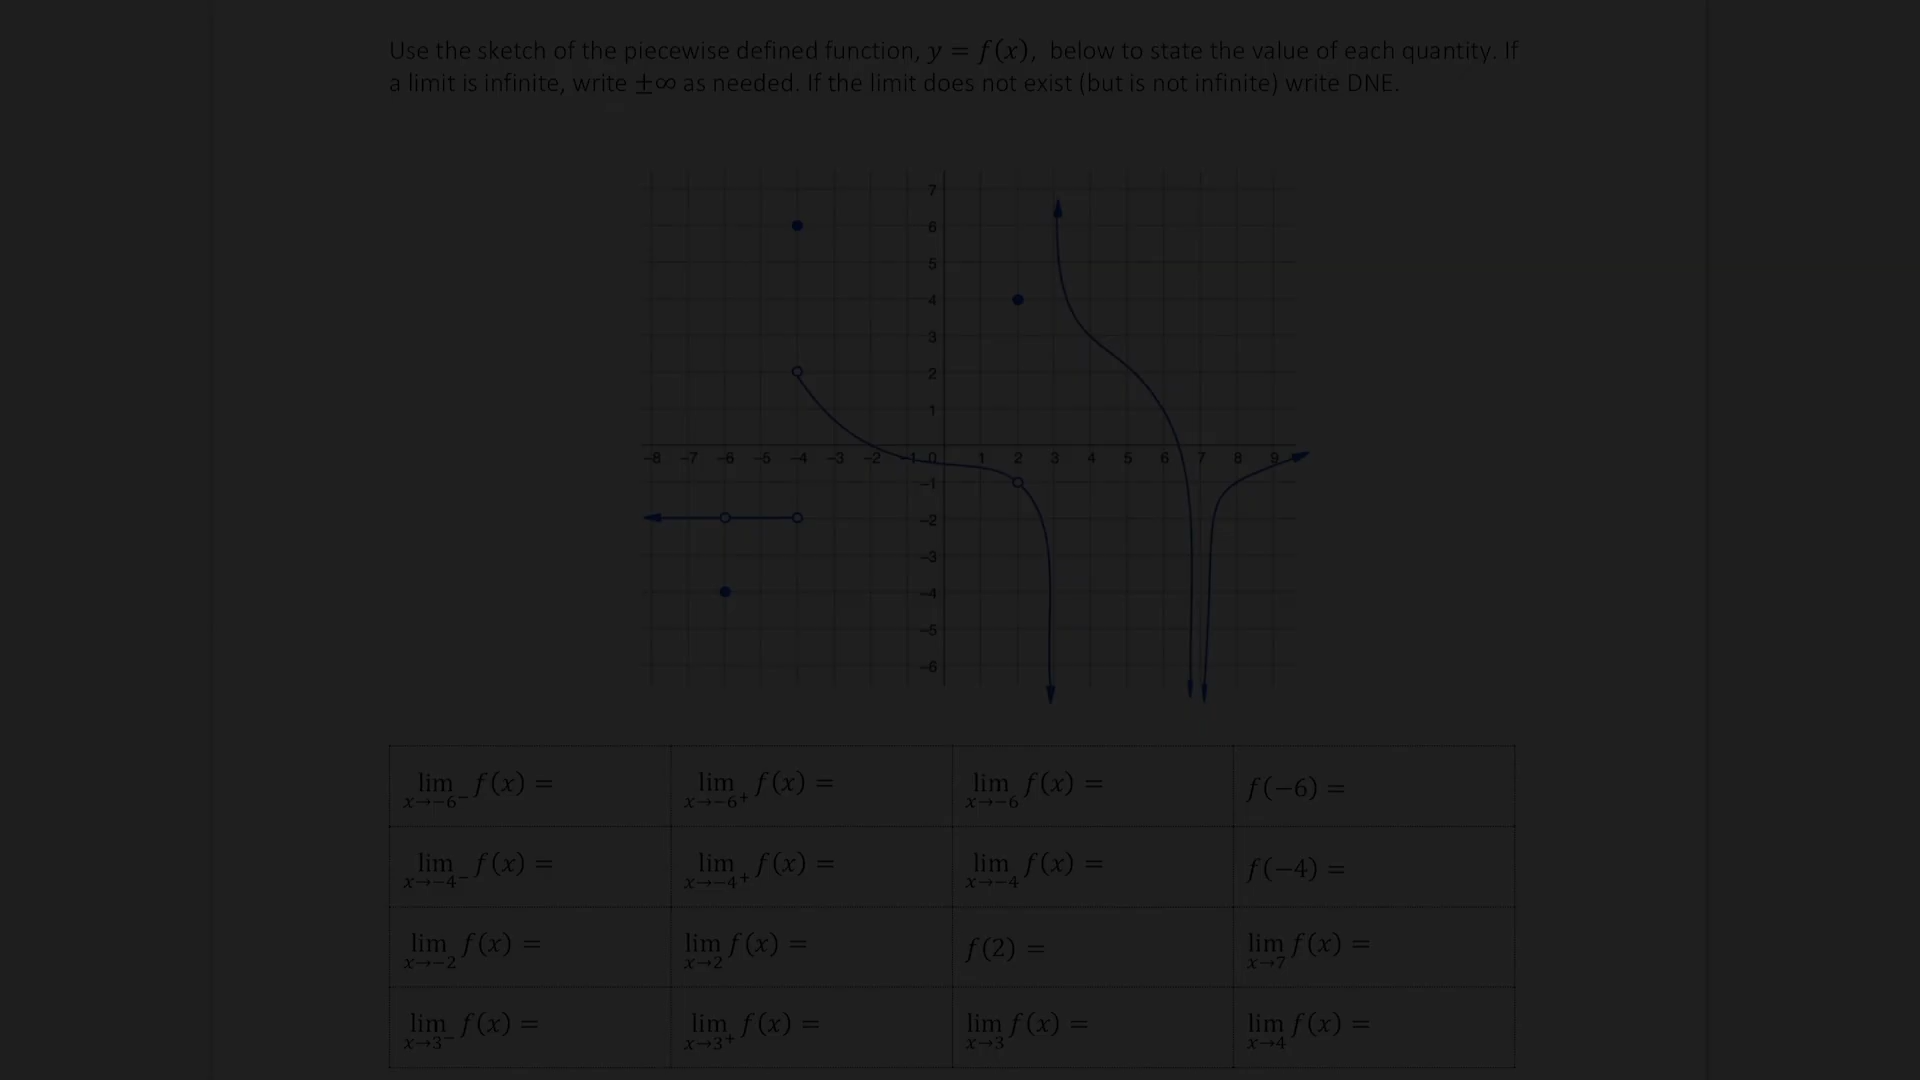 Use the sketch of the piecewise defined function, y = f(x), below to state the value of each quantity. If
a limit is infinite, write ±∞ as needed. If the limit does not exist (but is not infinite) write DNE.
7
6
5
4
3
2
1
−8 −7 −6 −5 −4 −3 −2 −1 0 1 2 3 4 5 6 7 8 9
−1
−2
−3
−4
−5
−6
lim x→−6⁻ f(x) = lim x→−6⁺ f(x) = lim x→−6 f(x) = f(−6) =
lim x→−4⁻ f(x) = lim x→−4⁺ f(x) = lim x→−4 f(x) = f(−4) =
lim x→−2 f(x) = lim x→2 f(x) = f(2) = lim x→7 f(x) =
lim x→3⁻ f(x) = lim x→3⁺ f(x) = lim x→3 f(x) = lim x→4 f(x) =